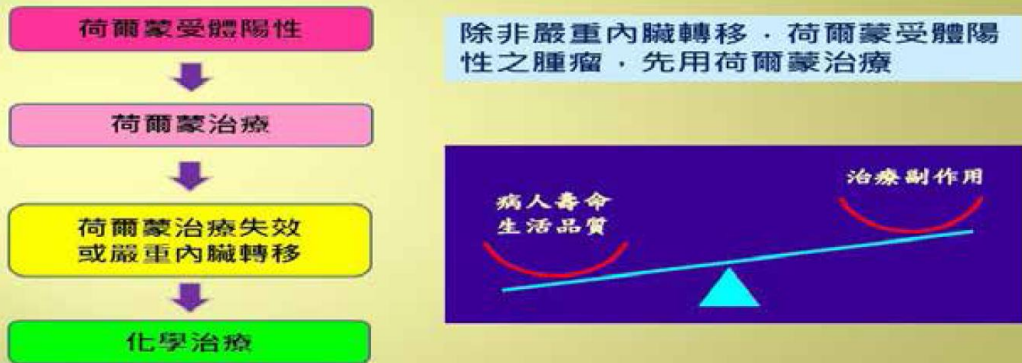 荷爾蒙受體陽性
荷爾蒙治療
荷爾蒙治療失效
或嚴重內臟轉移
化學治療
除非嚴重內臟轉移，荷爾蒙受體陽
性之腫瘤，先用荷爾蒙治療
病人壽命
生活品質
治療副作用